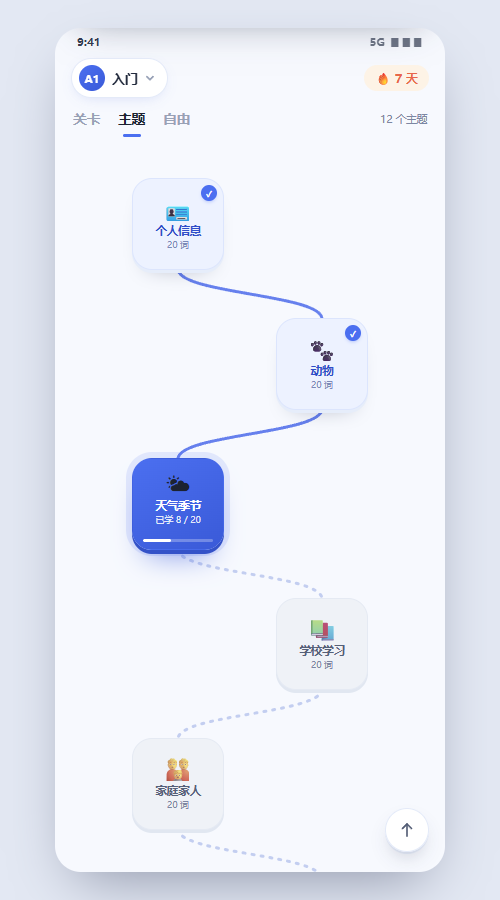 9:41
5G
A1 入门
7 天
关卡 主题 自由
12 个主题
个人信息
20 词
动物
20 词
天气季节
已学 8 / 20
学校学习
20 词
家庭家人
20 词